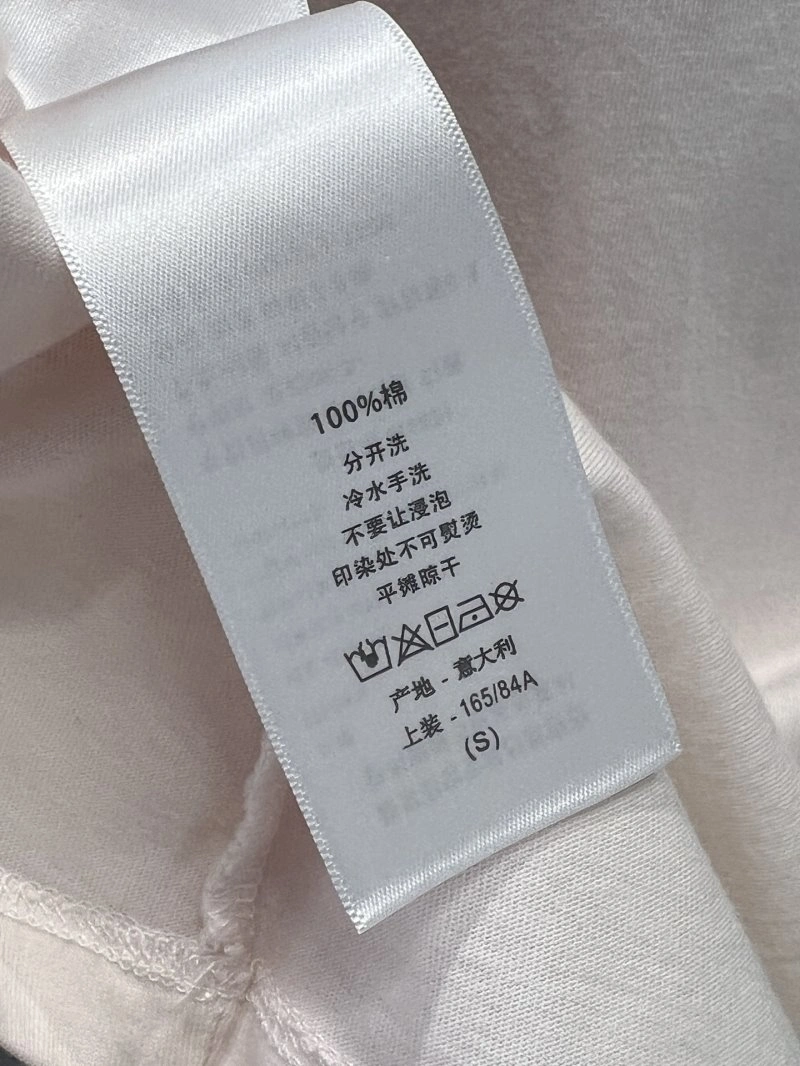 100%棉
分开洗
冷水手洗
不要让浸泡
印染处不可熨烫
平摊晾干
产地 - 意大利
上装 - 165/84A
(S)